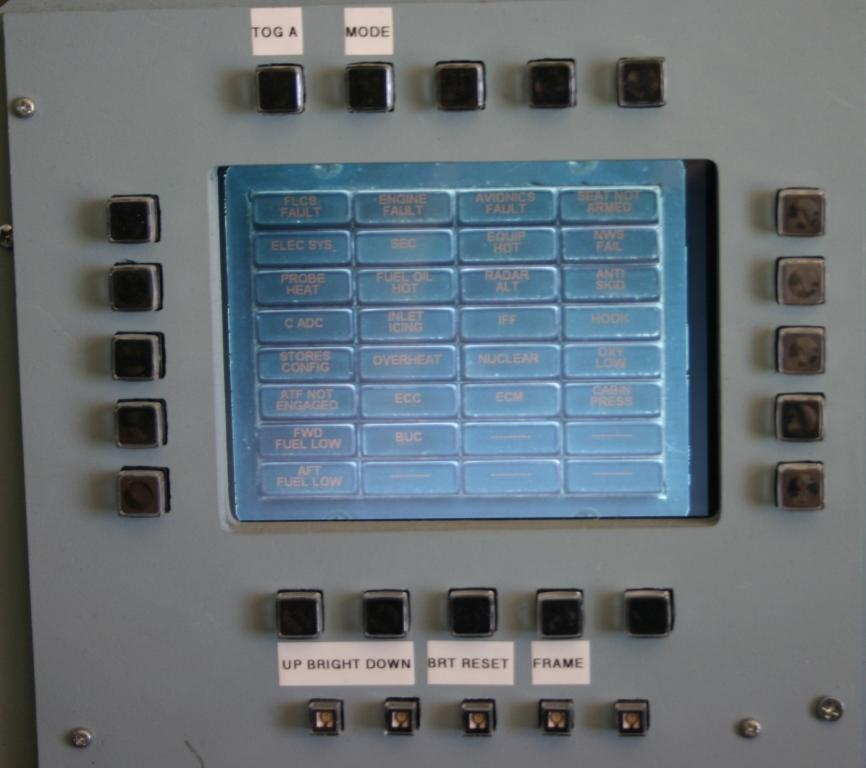 TOG A
MODE
FLCS
FAULT
ENGINE
FAULT
AVIONICS
FAULT
SEAT NOT
ARMED
ELEC SYS
SEC
EQUIP
HOT
NWS
FAIL
PROBE
HEAT
FUEL OIL
HOT
RADAR
ALT
ANTI
SKID
C ADC
INLET
ICING
IFF
HOOK
STORES
CONFIG
OVERHEAT
NUCLEAR
OXY
LOW
ATF NOT
ENGAGED
ECC
ECM
CABIN
PRESS
FWD
FUEL LOW
BUC
AFT
FUEL LOW
UP BRIGHT DOWN
BRT RESET
FRAME